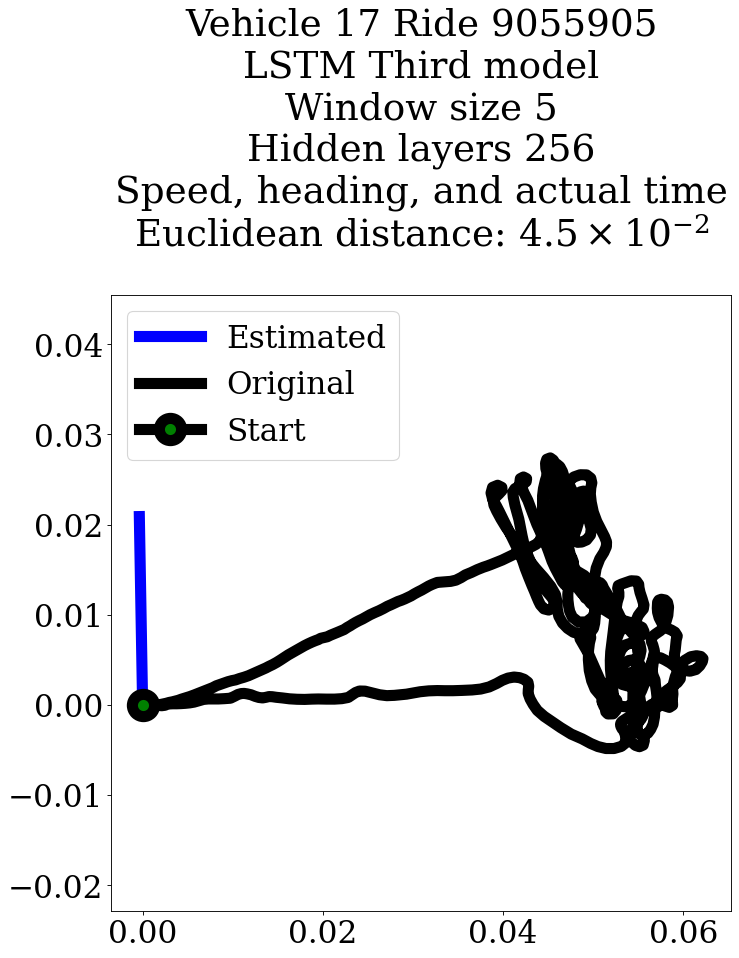 Vehicle 17 Ride 9055905
LSTM Third model
Window size 5
Hidden layers 256
Speed, heading, and actual time
Euclidean distance: 4.5 × 10⁻²
Estimated
Original
Start
0.04
0.03
0.02
0.01
0.00
−0.01
−0.02
0.00 0.02 0.04 0.06